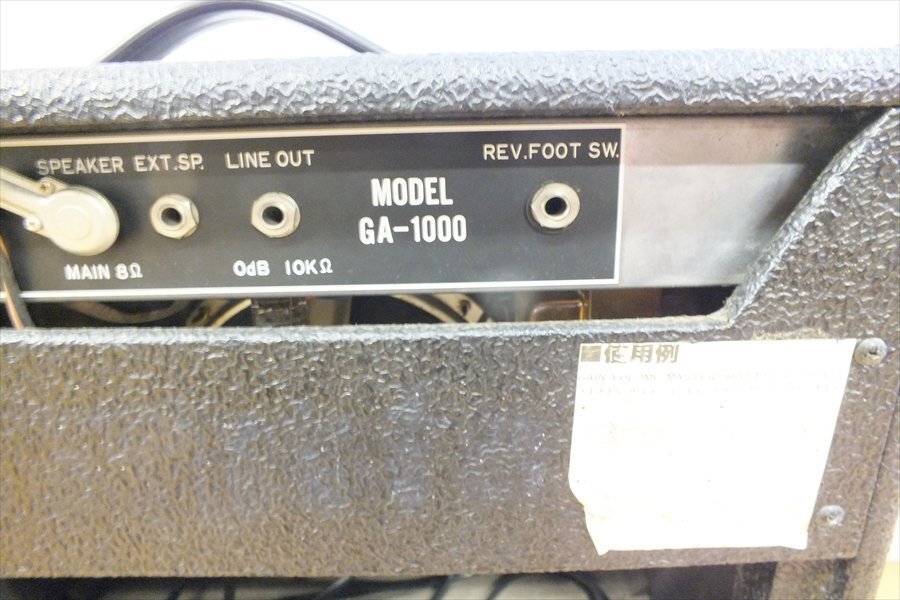 SPEAKER EXT.SP. LINE OUT
REV.FOOT SW.
MODEL
GA-1000
MAIN 8Ω
0dB 10KΩ
■使用例